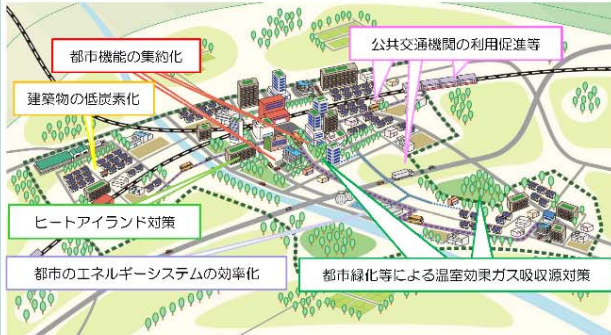 都市機能の集約化
公共交通機関の利用促進等
建築物の低炭素化
ヒートアイランド対策
都市のエネルギーシステムの効率化
都市緑化等による温室効果ガス吸収源対策